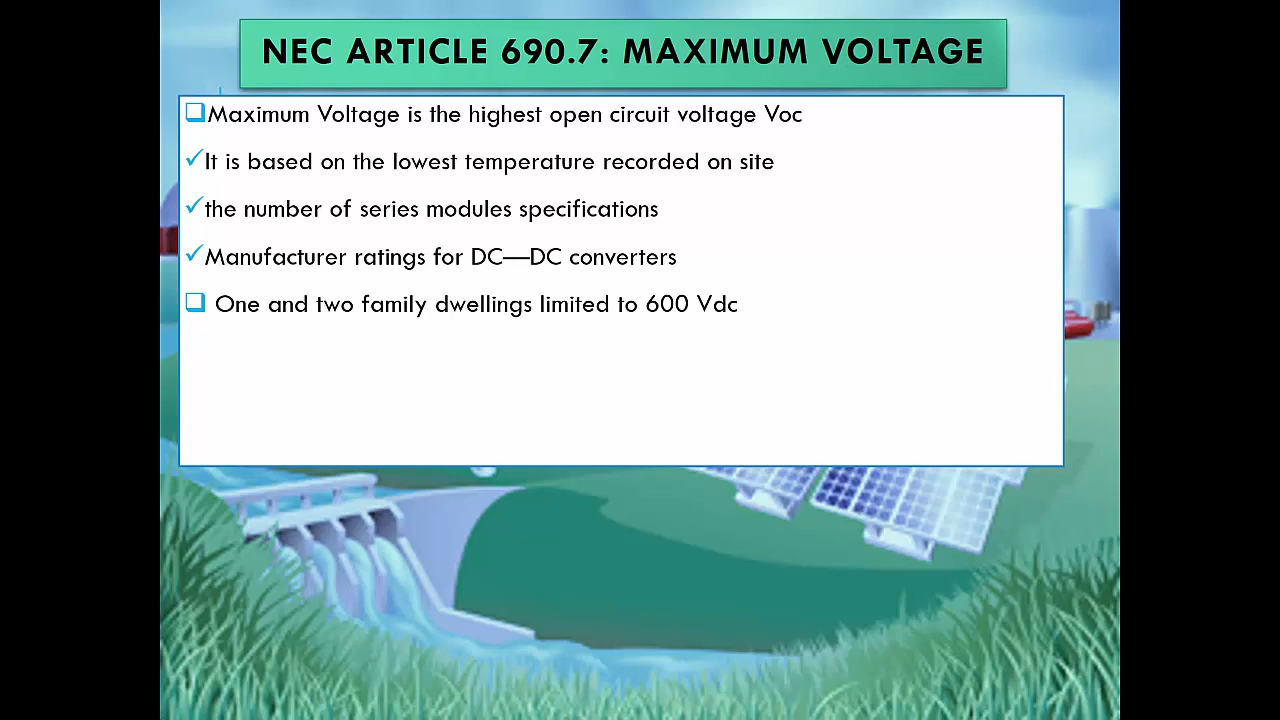 NEC ARTICLE 690.7: MAXIMUM VOLTAGE
Maximum Voltage is the highest open circuit voltage Voc
It is based on the lowest temperature recorded on site
the number of series modules specifications
Manufacturer ratings for DC—DC converters
One and two family dwellings limited to 600 Vdc